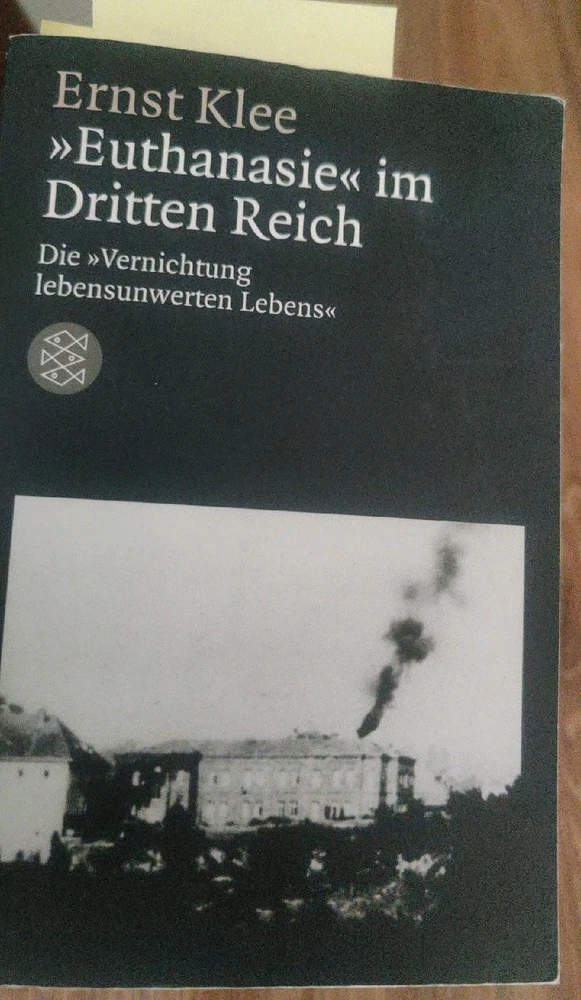 Ernst Klee
»Euthanasie« im
Dritten Reich
Die »Vernichtung
lebensunwerten Lebens«